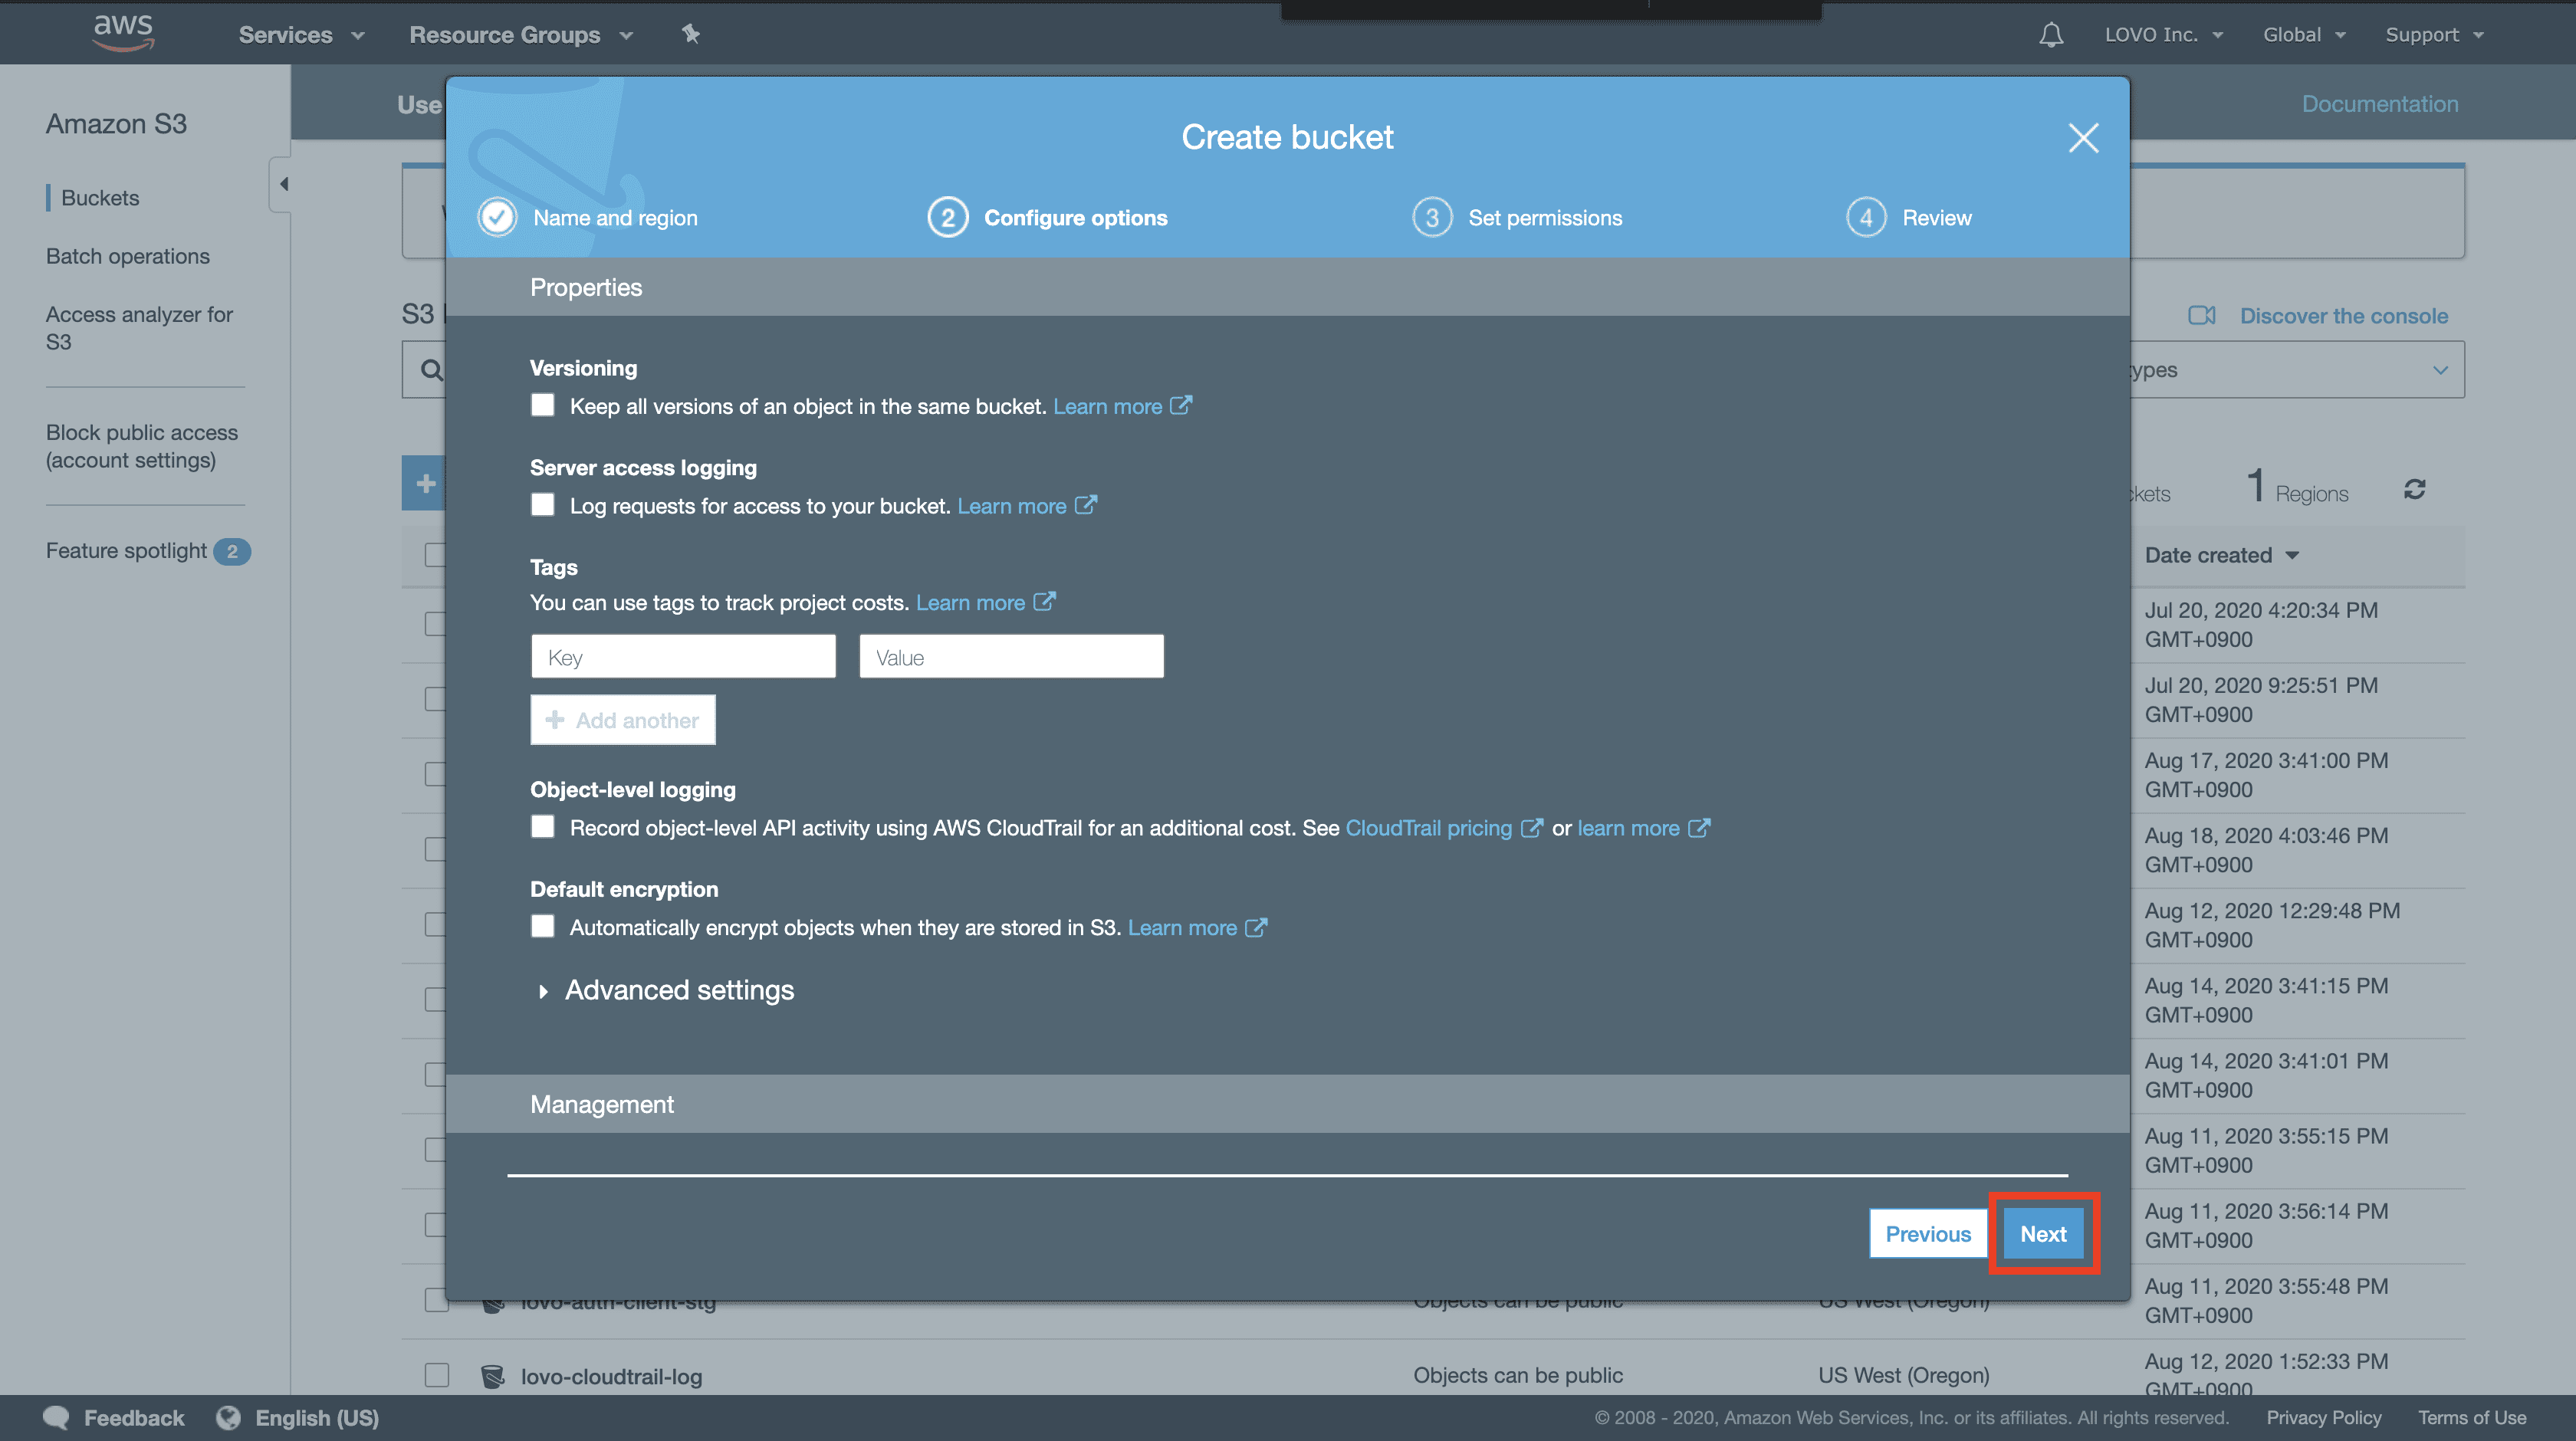 aws
Services
Resource Groups
LOVO Inc.
Global
Support
Amazon S3
Use
Documentation
Create bucket
Name and region
2 Configure options
3 Set permissions
4 Review
Buckets
Batch operations
Access analyzer for
S3
Block public access
(account settings)
Feature spotlight 2
S3
Discover the console
types
1 Regions
Date created
Properties
Versioning
Keep all versions of an object in the same bucket. Learn more
Server access logging
Log requests for access to your bucket. Learn more
Tags
You can use tags to track project costs. Learn more
Key
Value
+ Add another
Object-level logging
Record object-level API activity using AWS CloudTrail for an additional cost. See CloudTrail pricing or learn more
Default encryption
Automatically encrypt objects when they are stored in S3. Learn more
Advanced settings
Management
Previous
Next
Jul 20, 2020 4:20:34 PM
GMT+0900
Jul 20, 2020 9:25:51 PM
GMT+0900
Aug 17, 2020 3:41:00 PM
GMT+0900
Aug 18, 2020 4:03:46 PM
GMT+0900
Aug 12, 2020 12:29:48 PM
GMT+0900
Aug 14, 2020 3:41:15 PM
GMT+0900
Aug 14, 2020 3:41:01 PM
GMT+0900
Aug 11, 2020 3:55:15 PM
GMT+0900
Aug 11, 2020 3:56:14 PM
GMT+0900
lovo-auth-client-stg
Objects can be public
US West (Oregon)
Aug 11, 2020 3:55:48 PM
GMT+0900
lovo-cloudtrail-log
Objects can be public
US West (Oregon)
Aug 12, 2020 1:52:33 PM
GMT+0900
Feedback
English (US)
© 2008 - 2020, Amazon Web Services, Inc. or its affiliates. All rights reserved.
Privacy Policy
Terms of Use